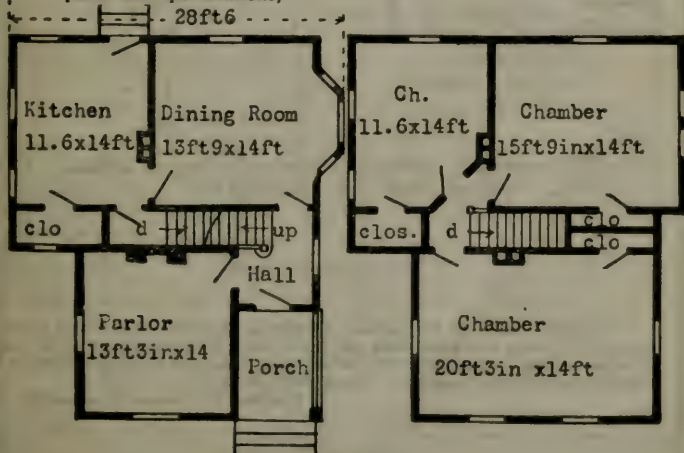 28ft6
Kitchen
11.6x14ft
Dining Room
13ft9x14ft
clo
d
up
Hall
Parlor
13ft3inx14
Porch
Ch.
11.6x14ft
Chamber
15ft9inx14ft
clos.
d
clo
clo
Chamber
20ft3in x14ft